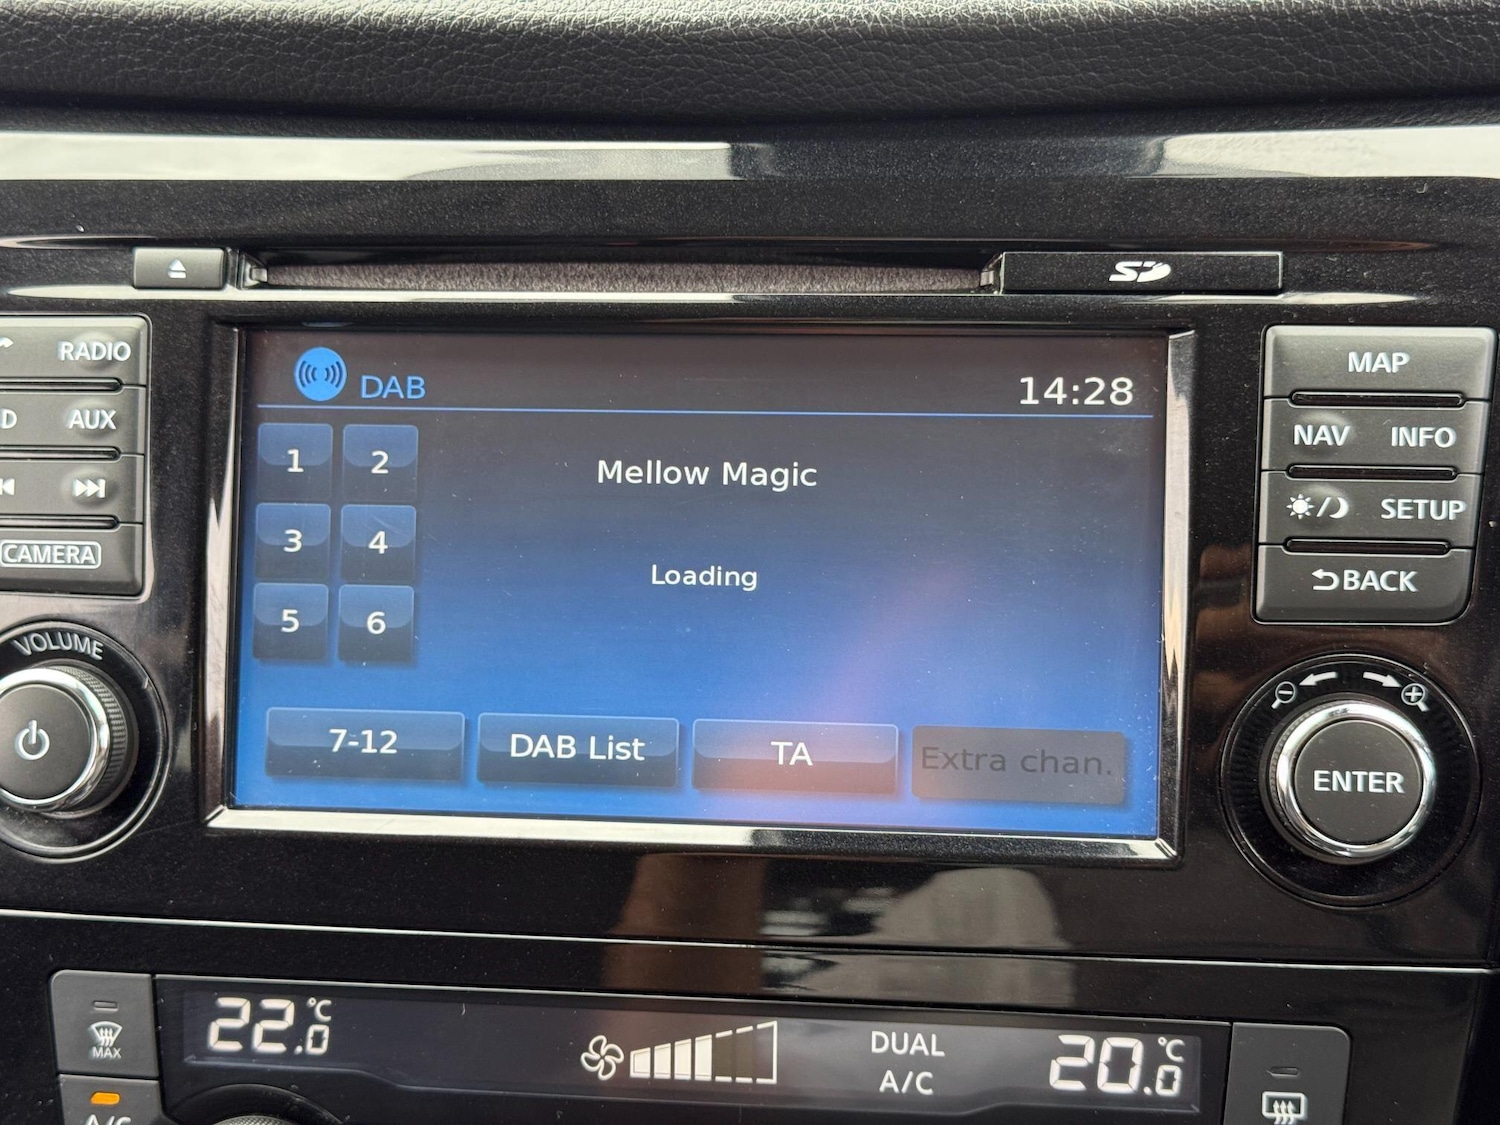 SD
RADIO
D AUX
CAMERA
VOLUME
DAB
14:28
1 2
3 4
5 6
Mellow Magic
Loading
7-12 DAB List TA Extra chan.
MAP
NAV INFO
SETUP
BACK
ENTER
MAX
A/C
22.0 °C
DUAL
A/C
20.0 °C